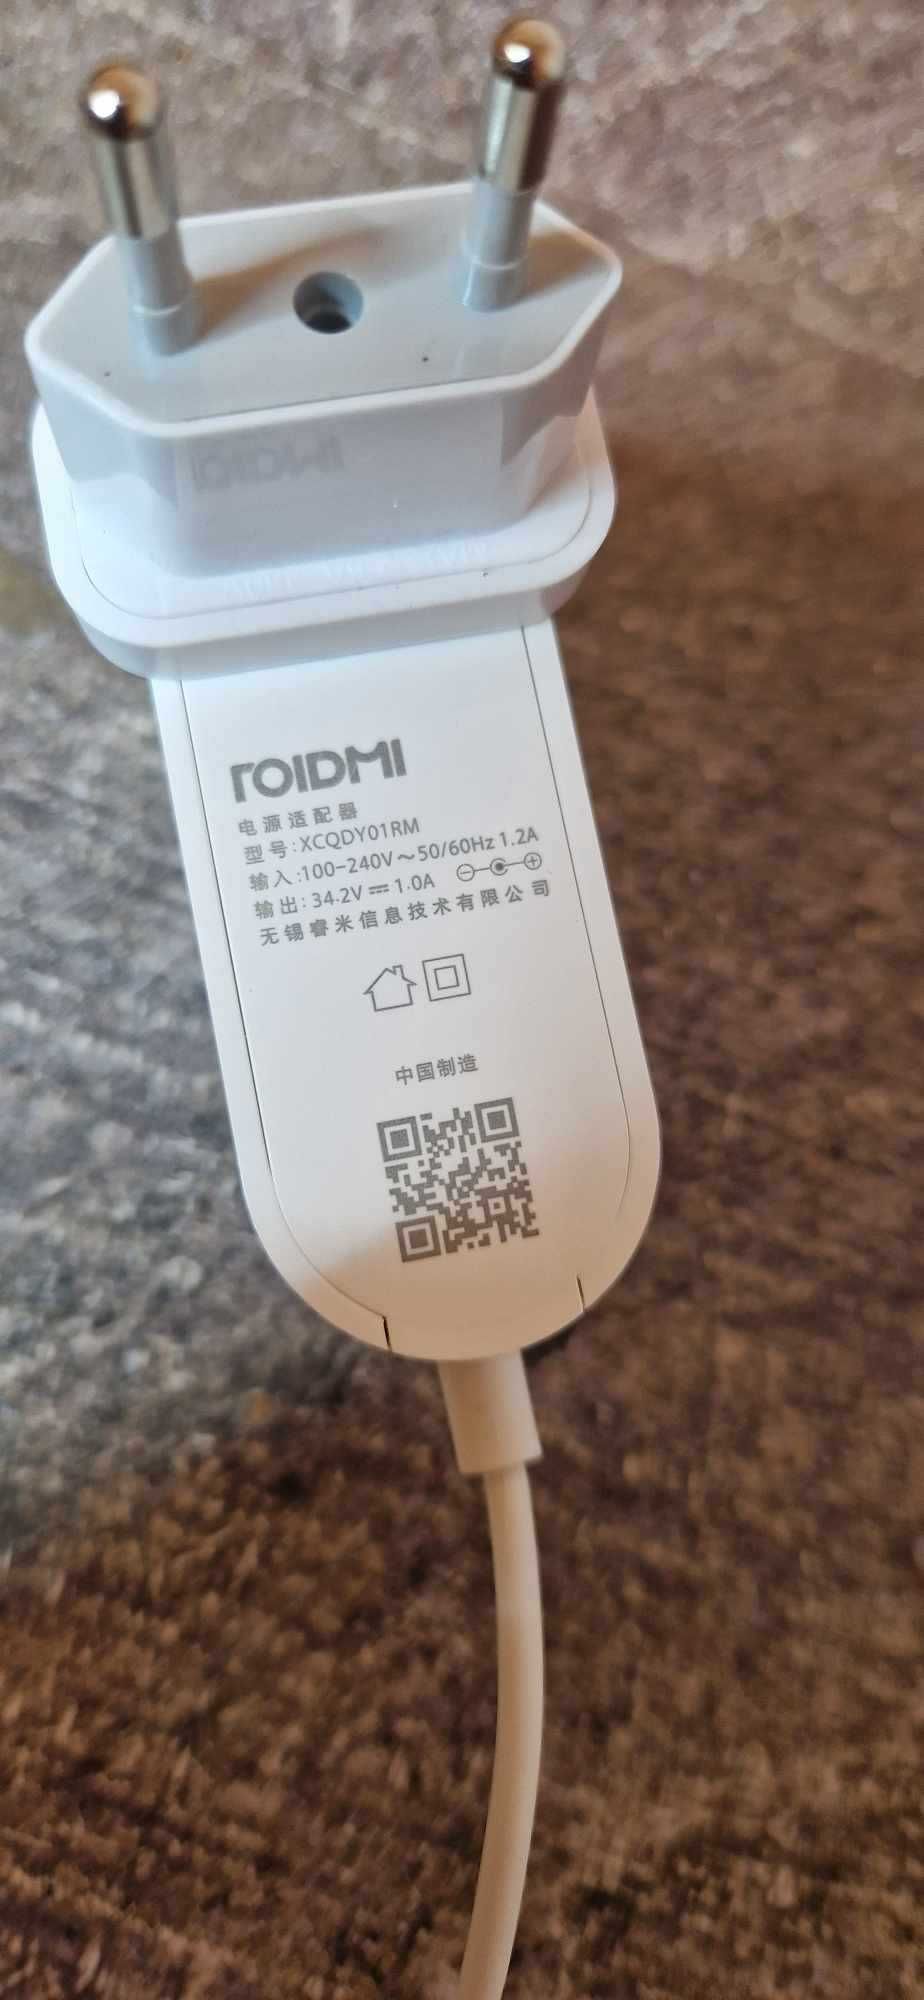 ROIDMI
电源适配器
型号:XCQDY01RM
输入:100-240V~50/60Hz 1.2A
输出:34.2V⎓1.0A
无锡睿米信息技术有限公司
中国制造